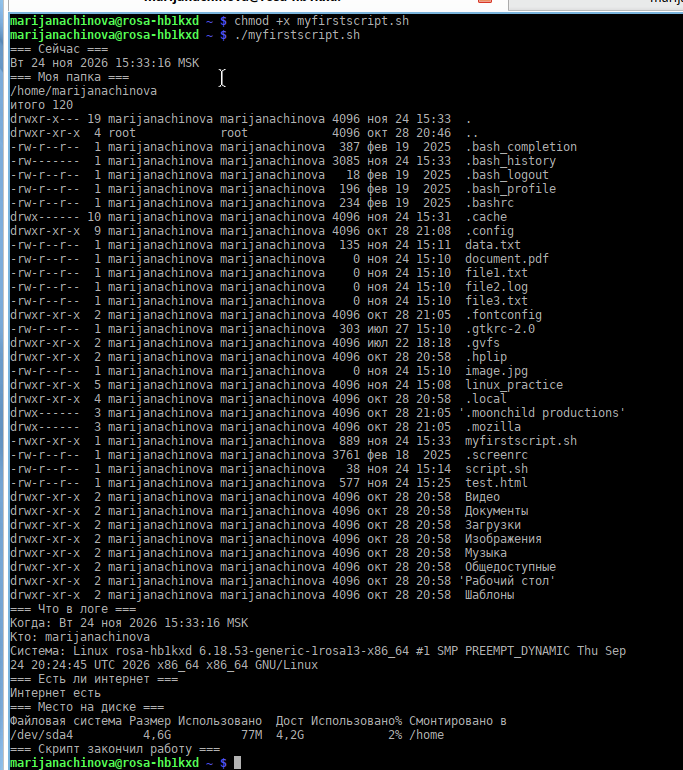 marijanachinova@rosa-hb1kxd ~ $ chmod +x myfirstscript.sh
marijanachinova@rosa-hb1kxd ~ $ ./myfirstscript.sh
=== Сейчас ===
Вт 24 ноя 2026 15:33:16 MSK
=== Моя папка ===
/home/marijanachinova
итого 120
drwxr-x--- 19 marijanachinova marijanachinova 4096 ноя 24 15:33 .
drwxr-xr-x  4 root            root            4096 окт 28 20:46 ..
-rw-r--r--  1 marijanachinova marijanachinova  387 фев 19  2025 .bash_completion
-rw-------  1 marijanachinova marijanachinova 3085 ноя 24 15:33 .bash_history
-rw-r--r--  1 marijanachinova marijanachinova   18 фев 19  2025 .bash_logout
-rw-r--r--  1 marijanachinova marijanachinova  196 фев 19  2025 .bash_profile
-rw-r--r--  1 marijanachinova marijanachinova  234 фев 19  2025 .bashrc
drwx------ 10 marijanachinova marijanachinova 4096 ноя 24 15:31 .cache
drwxr-xr-x  9 marijanachinova marijanachinova 4096 окт 28 21:08 .config
-rw-r--r--  1 marijanachinova marijanachinova  135 ноя 24 15:11 data.txt
-rw-r--r--  1 marijanachinova marijanachinova    0 ноя 24 15:10 document.pdf
-rw-r--r--  1 marijanachinova marijanachinova    0 ноя 24 15:10 file1.txt
-rw-r--r--  1 marijanachinova marijanachinova    0 ноя 24 15:10 file2.log
-rw-r--r--  1 marijanachinova marijanachinova    0 ноя 24 15:10 file3.txt
drwxr-xr-x  2 marijanachinova marijanachinova 4096 окт 28 21:05 .fontconfig
-rw-r--r--  1 marijanachinova marijanachinova  303 июл 27 15:10 .gtkrc-2.0
drwxr-xr-x  2 marijanachinova marijanachinova 4096 июл 22 18:18 .gvfs
drwxr-xr-x  2 marijanachinova marijanachinova 4096 окт 28 20:58 .hplip
-rw-r--r--  1 marijanachinova marijanachinova    0 ноя 24 15:10 image.jpg
drwxr-xr-x  5 marijanachinova marijanachinova 4096 ноя 24 15:08 linux_practice
drwxr-xr-x  4 marijanachinova marijanachinova 4096 окт 28 20:58 .local
drwx------  3 marijanachinova marijanachinova 4096 окт 28 21:05 '.moonchild productions'
drwx------  3 marijanachinova marijanachinova 4096 окт 28 21:05 .mozilla
-rwxr-xr-x  1 marijanachinova marijanachinova  889 ноя 24 15:33 myfirstscript.sh
-rw-r--r--  1 marijanachinova marijanachinova 3761 фев 18  2025 .screenrc
-rw-r--r--  1 marijanachinova marijanachinova   38 ноя 24 15:14 script.sh
-rw-r--r--  1 marijanachinova marijanachinova  577 ноя 24 15:25 test.html
drwxr-xr-x  2 marijanachinova marijanachinova 4096 окт 28 20:58 Видео
drwxr-xr-x  2 marijanachinova marijanachinova 4096 окт 28 20:58 Документы
drwxr-xr-x  2 marijanachinova marijanachinova 4096 окт 28 20:58 Загрузки
drwxr-xr-x  2 marijanachinova marijanachinova 4096 окт 28 20:58 Изображения
drwxr-xr-x  2 marijanachinova marijanachinova 4096 окт 28 20:58 Музыка
drwxr-xr-x  2 marijanachinova marijanachinova 4096 окт 28 20:58 Общедоступные
drwxr-xr-x  2 marijanachinova marijanachinova 4096 окт 28 20:58 'Рабочий стол'
drwxr-xr-x  2 marijanachinova marijanachinova 4096 окт 28 20:58 Шаблоны
=== Что в логе ===
Когда: Вт 24 ноя 2026 15:33:16 MSK
Кто: marijanachinova
Система: Linux rosa-hb1kxd 6.18.53-generic-1rosa13-x86_64 #1 SMP PREEMPT_DYNAMIC Thu Sep
24 20:24:45 UTC 2026 x86_64 x86_64 GNU/Linux
=== Есть ли интернет ===
Интернет есть
=== Место на диске ===
Файловая система Размер Использовано  Дост Использовано% Смонтировано в
/dev/sda4          4,6G          77M  4,2G            2% /home
=== Скрипт закончил работу ===
marijanachinova@rosa-hb1kxd ~ $